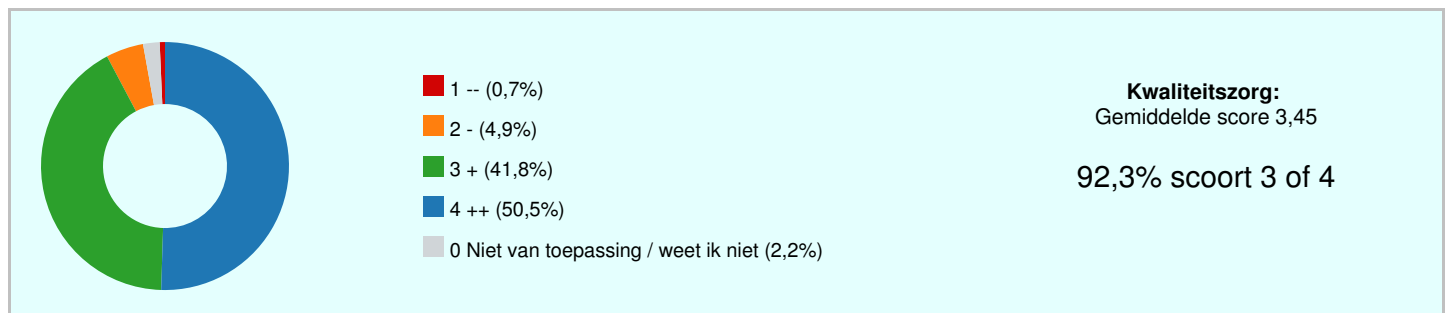 1 -- (0,7%)
2 - (4,9%)
3 + (41,8%)
4 ++ (50,5%)
0 Niet van toepassing / weet ik niet (2,2%)
Kwaliteitszorg:
Gemiddelde score 3,45
92,3% scoort 3 of 4